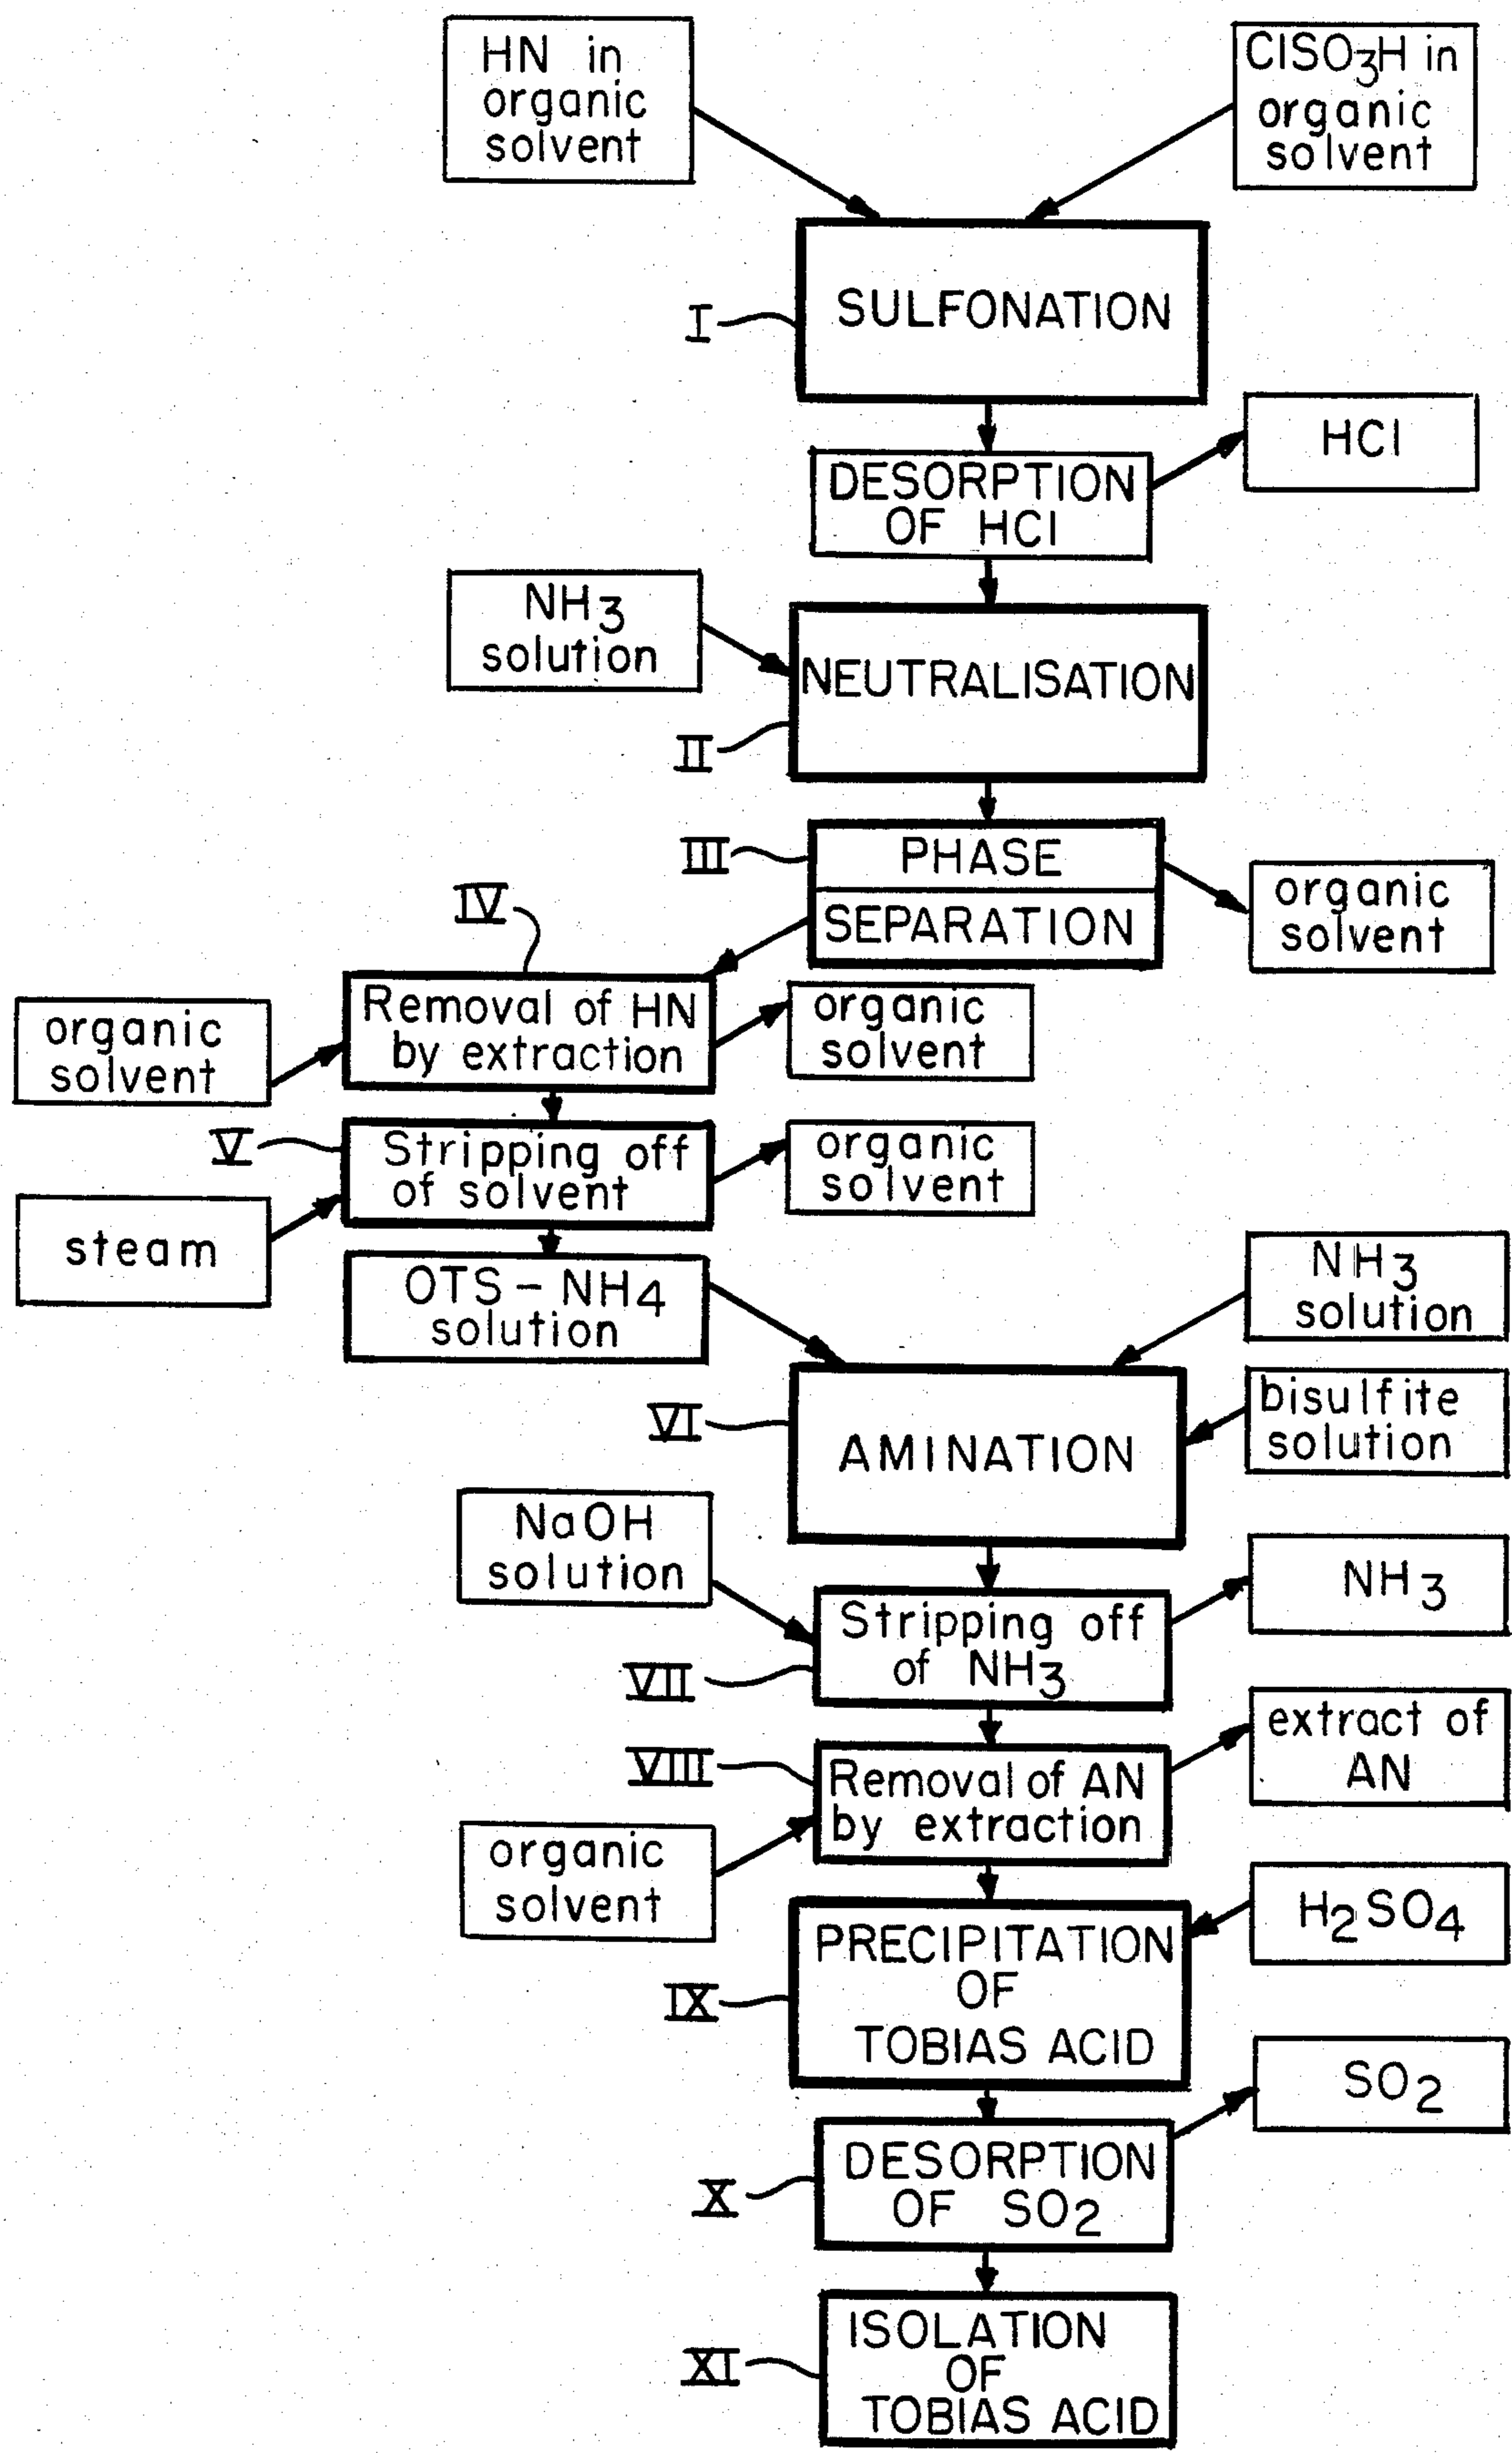 HN in
organic
solvent
ClSO3H in
organic
solvent
I
SULFONATION
DESORPTION
OF HCl
HCl
NH3
solution
NEUTRALISATION
II
III
PHASE
SEPARATION
organic
solvent
IV
Removal of HN
by extraction
organic
solvent
organic
solvent
V
Stripping off
of solvent
organic
solvent
steam
OTS - NH4
solution
NH3
solution
VI
AMINATION
bisulfite
solution
NaOH
solution
Stripping off
of NH3
NH3
VII
VIII
Removal of AN
by extraction
extract of
AN
organic
solvent
PRECIPITATION
OF
TOBIAS ACID
H2SO4
IX
DESORPTION
OF SO2
SO2
X
ISOLATION
OF
TOBIAS ACID
XI